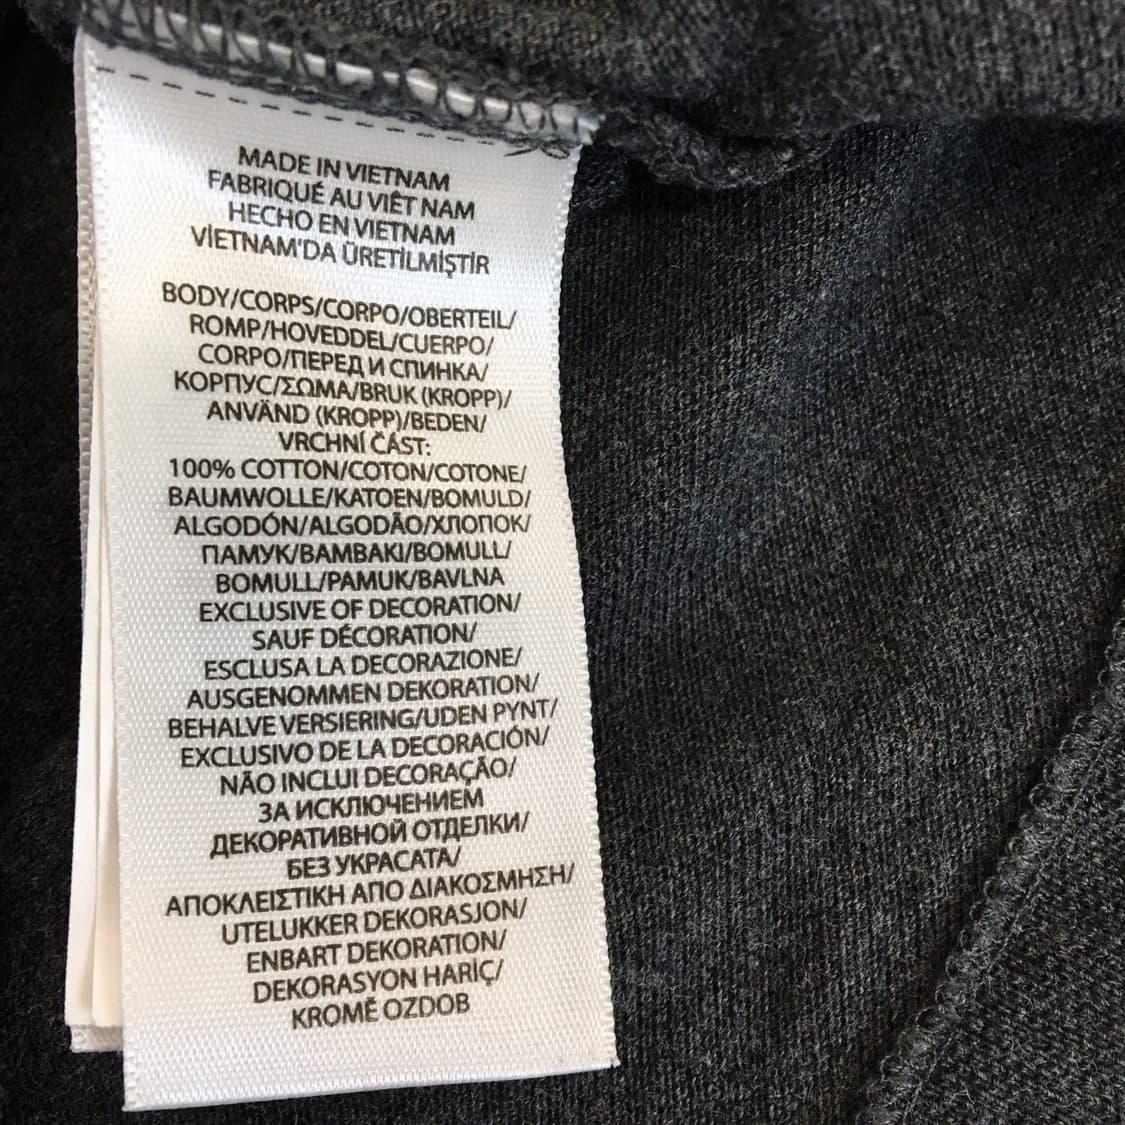 MADE IN VIETNAM
FABRIQUÉ AU VIÊT NAM
HECHO EN VIETNAM
VİETNAM'DA ÜRETİLMİŞTİR
BODY/CORPS/CORPO/OBERTEIL/
ROMP/HOVEDDEL/CUERPO/
CORPO/ПЕРЕД И СПИНКА/
КОРПУС/ΣΩΜΑ/BRUK (KROPP)/
ANVÄND (KROPP)/BEDEN/
VRCHNÍ ČÁST:
100% COTTON/COTON/COTONE/
BAUMWOLLE/KATOEN/BOMULD/
ALGODÓN/ALGODÃO/ХЛОПОК/
ПАМУК/ΒΑΜΒΑΚΙ/BOMULL/
BOMULL/PAMUK/BAVLNA
EXCLUSIVE OF DECORATION/
SAUF DÉCORATION/
ESCLUSA LA DECORAZIONE/
AUSGENOMMEN DEKORATION/
BEHALVE VERSIERING/UDEN PYNT/
EXCLUSIVO DE LA DECORACIÓN/
NÃO INCLUI DECORAÇÃO/
ЗА ИСКЛЮЧЕНИЕМ
ДЕКОРАТИВНОЙ ОТДЕЛКИ/
БЕЗ УКРАСАТА/
ΑΠΟΚΛΕΙΣΤΙΚΗ ΑΠΟ ΔΙΑΚΟΣΜΗΣΗ/
UTELUKKER DEKORASJON/
ENBART DEKORATION/
DEKORASYON HARİÇ/
KROMĚ OZDOB